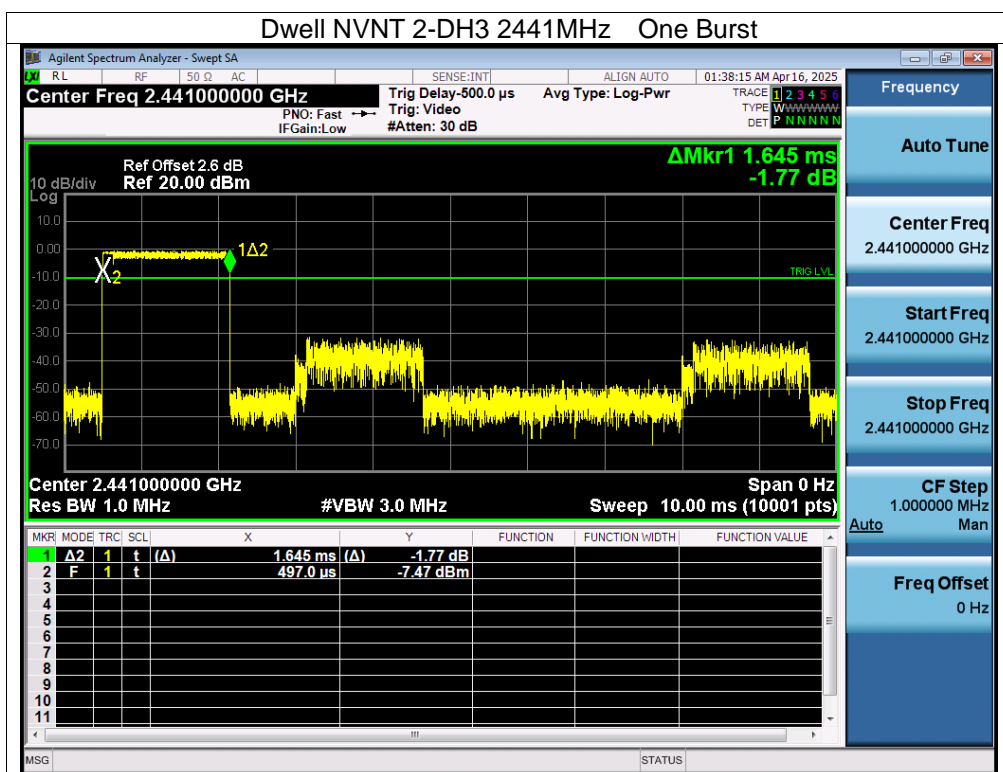 Dwell NVNT 2-DH3 2441MHz One Burst
Agilent Spectrum Analyzer - Swept SA
LXI RL RF 50 Ω AC SENSE:INT ALIGN AUTO 01:38:15 AM Apr 16, 2025
Center Freq 2.441000000 GHz Trig Delay-500.0 µs Avg Type: Log-Pwr TRACE 1 2 3 4 5 6
PNO: Fast Trig: Video TYPE WWWWWWW
IFGain:Low #Atten: 30 dB DET P N N N N N
ΔMkr1 1.645 ms
-1.77 dB
Ref Offset 2.6 dB
10 dB/div Ref 20.00 dBm
Log
10.0
0.00
1Δ2
-10.0
2
TRIG LVL
-20.0
-30.0
-40.0
-50.0
-60.0
-70.0
Center 2.441000000 GHz Span 0 Hz
Res BW 1.0 MHz #VBW 3.0 MHz Sweep 10.00 ms (10001 pts)
MKR MODE TRC SCL X Y FUNCTION FUNCTION WIDTH FUNCTION VALUE
1 Δ2 1 t (Δ) 1.645 ms (Δ) -1.77 dB
2 F 1 t 497.0 µs -7.47 dBm
3
4
5
6
7
8
9
10
11
MSG STATUS
Frequency
Auto Tune
Center Freq
2.441000000 GHz
Start Freq
2.441000000 GHz
Stop Freq
2.441000000 GHz
CF Step
1.000000 MHz
Auto Man
Freq Offset
0 Hz